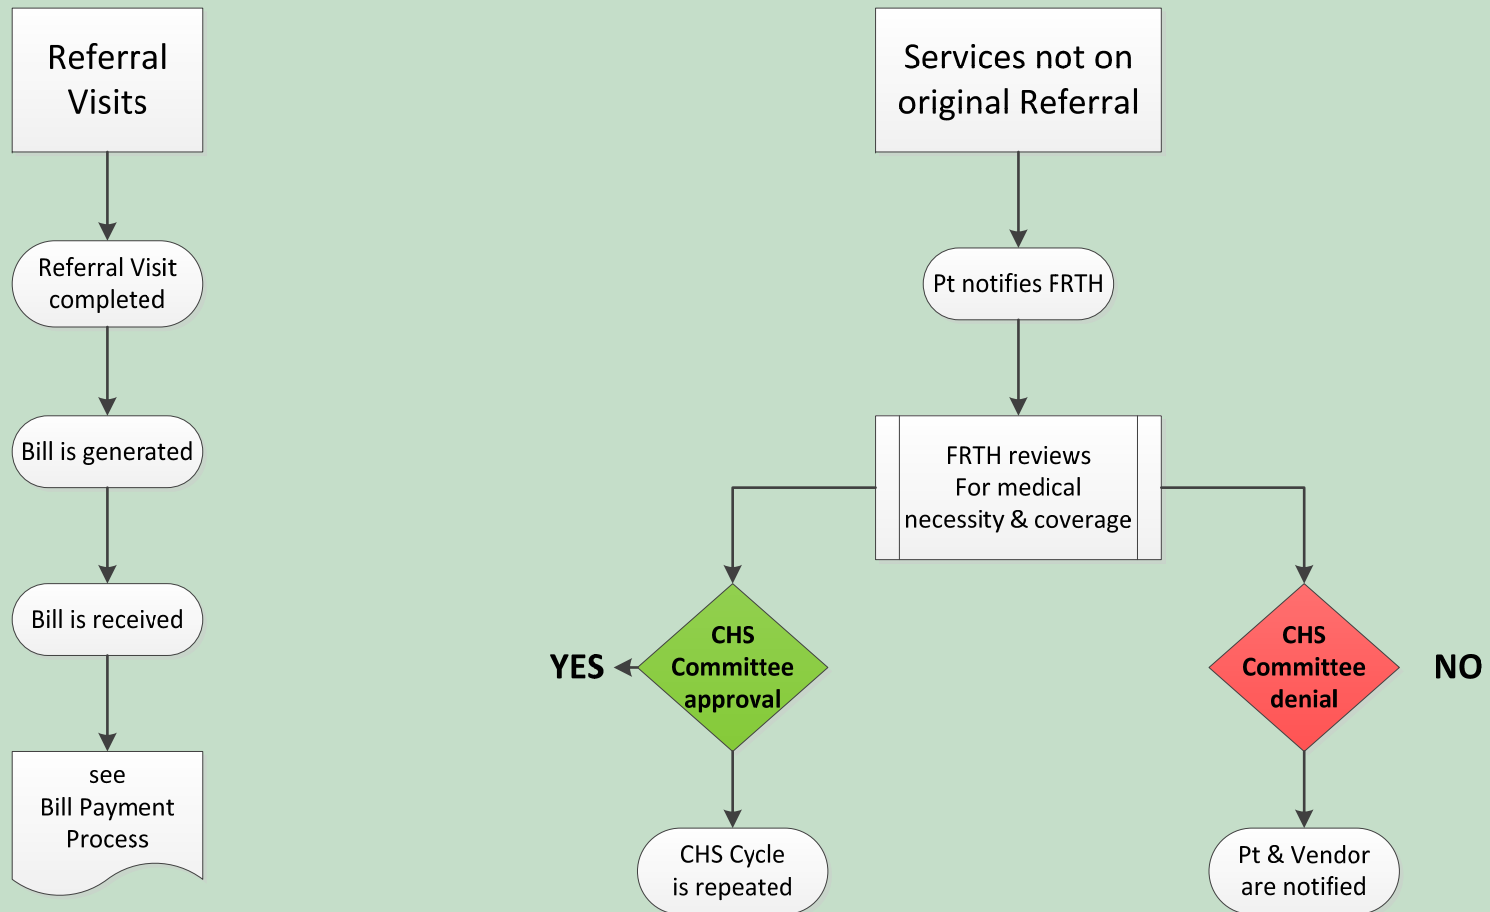 Referral
Visits
Referral Visit
completed
Bill is generated
Bill is received
see
Bill Payment
Process
Services not on
original Referral
Pt notifies FRTH
FRTH reviews
For medical
necessity & coverage
YES
CHS
Committee
approval
CHS Cycle
is repeated
CHS
Committee
denial
NO
Pt & Vendor
are notified